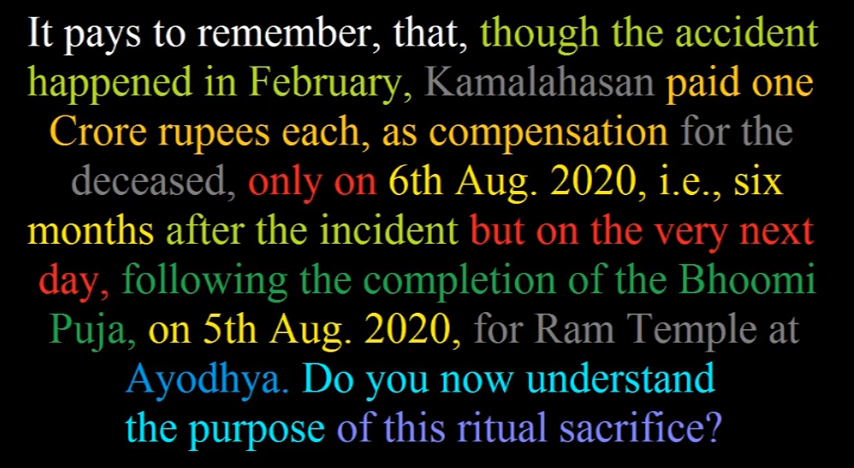 It pays to remember, that, though the accident
happened in February, Kamalahasan paid one
Crore rupees each, as compensation for the
deceased, only on 6th Aug. 2020, i.e., six
months after the incident but on the very next
day, following the completion of the Bhoomi
Puja, on 5th Aug. 2020, for Ram Temple at
Ayodhya. Do you now understand
the purpose of this ritual sacrifice?